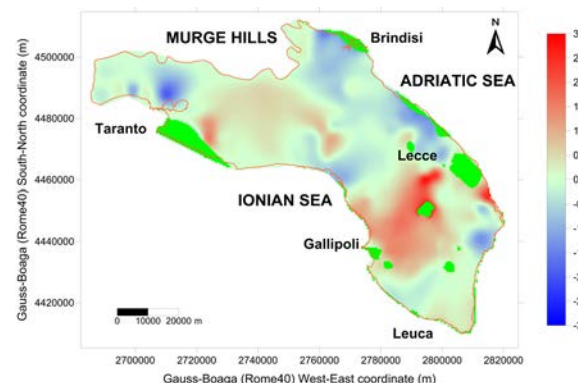 N
MURGE HILLS
Brindisi
ADRIATIC SEA
Taranto
Lecce
IONIAN SEA
Gallipoli
Leuca
4500000
4480000
4460000
4440000
4420000
Gauss-Boaga (Rome40) South-North coordinate (m)
0 10000 20000 m
2700000 2720000 2740000 2760000 2780000 2800000 2820000
Gauss-Boaga (Rome40) West-East coordinate (m)